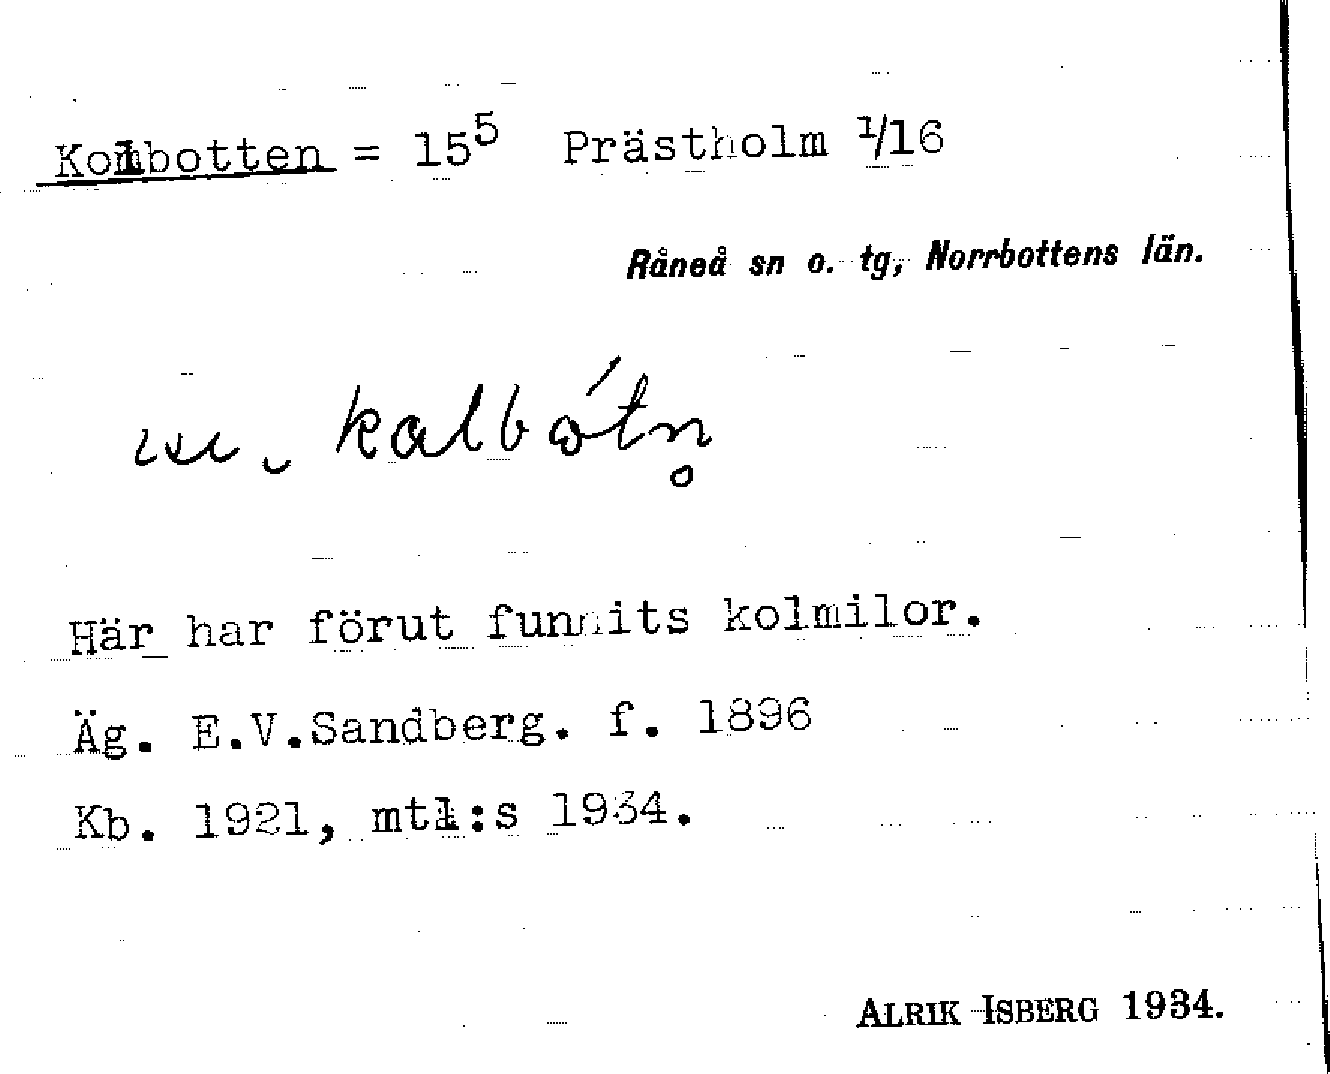 Kolbotten = 15⁵ Prästholm 1/16
Råneå sn o. tg, Norrbottens län.
kalbótn̥
Här har förut funnits kolmilor.
Äg. E.V.Sandberg. f. 1896
Kb. 1921, mtl:s 1934.
ALRIK ISBERG 1934.